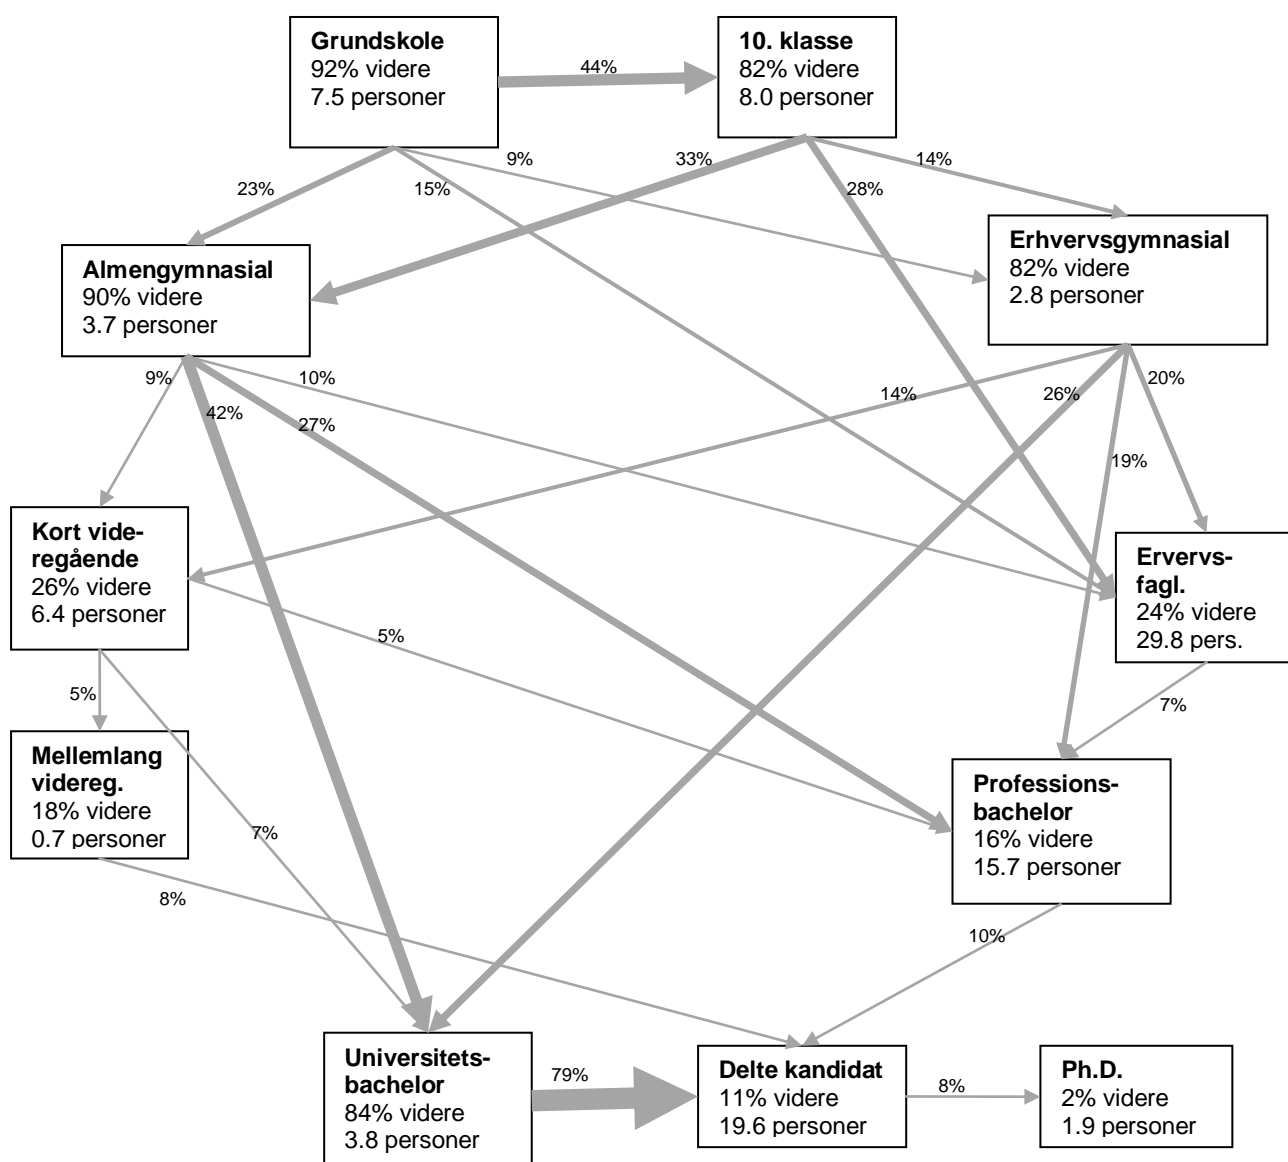 Grundskole
92% videre
7.5 personer
44%
10. klasse
82% videre
8.0 personer
23%
15%
9%
33%
28%
14%
Almengymnasial
90% videre
3.7 personer
Erhvervsgymnasial
82% videre
2.8 personer
9%
42%
10%
27%
14%
26%
20%
19%
Kort vide-
regående
26% videre
6.4 personer
Ervervs-
fagl.
24% videre
29.8 pers.
5%
5%
7%
7%
Mellemlang
videreg.
18% videre
0.7 personer
Professions-
bachelor
16% videre
15.7 personer
8%
10%
Universitets-
bachelor
84% videre
3.8 personer
79%
Delte kandidat
11% videre
19.6 personer
8%
Ph.D.
2% videre
1.9 personer